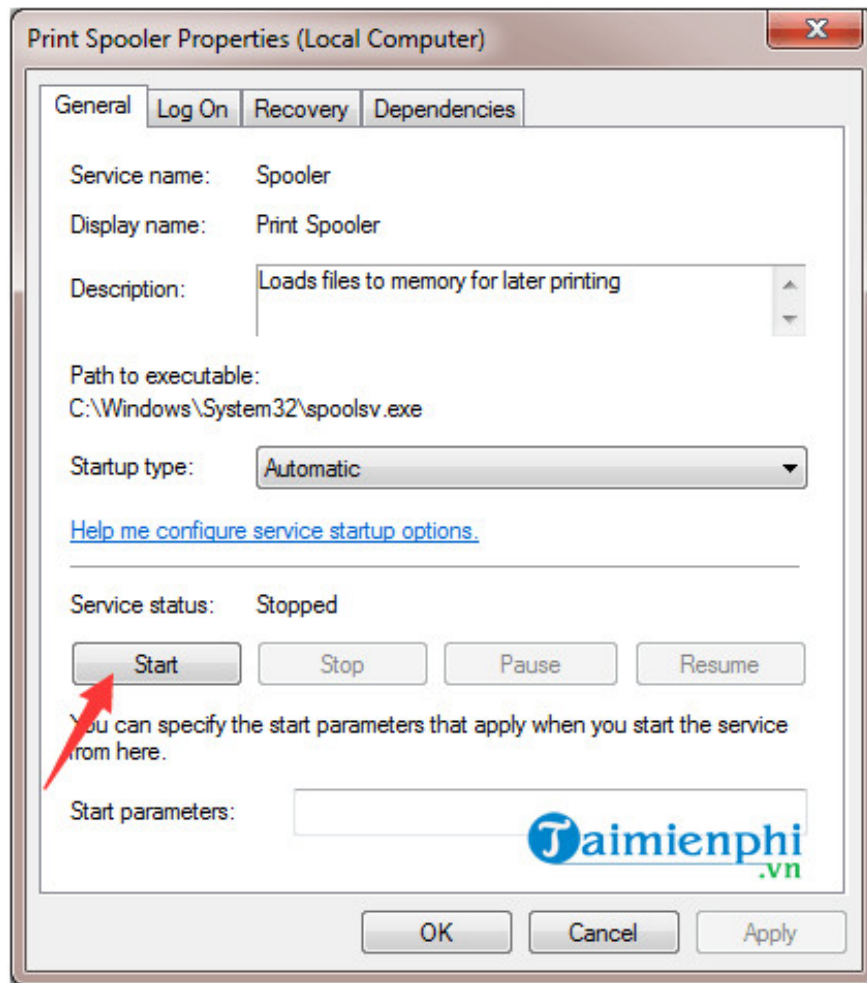 Print Spooler Properties (Local Computer)
General Log On Recovery Dependencies
Service name: Spooler
Display name: Print Spooler
Description: Loads files to memory for later printing
Path to executable:
C:\Windows\System32\spoolsv.exe
Startup type: Automatic
Help me configure service startup options.
Service status: Stopped
Start Stop Pause Resume
You can specify the start parameters that apply when you start the service
from here.
Start parameters:
Taimienphi
.vn
OK Cancel Apply